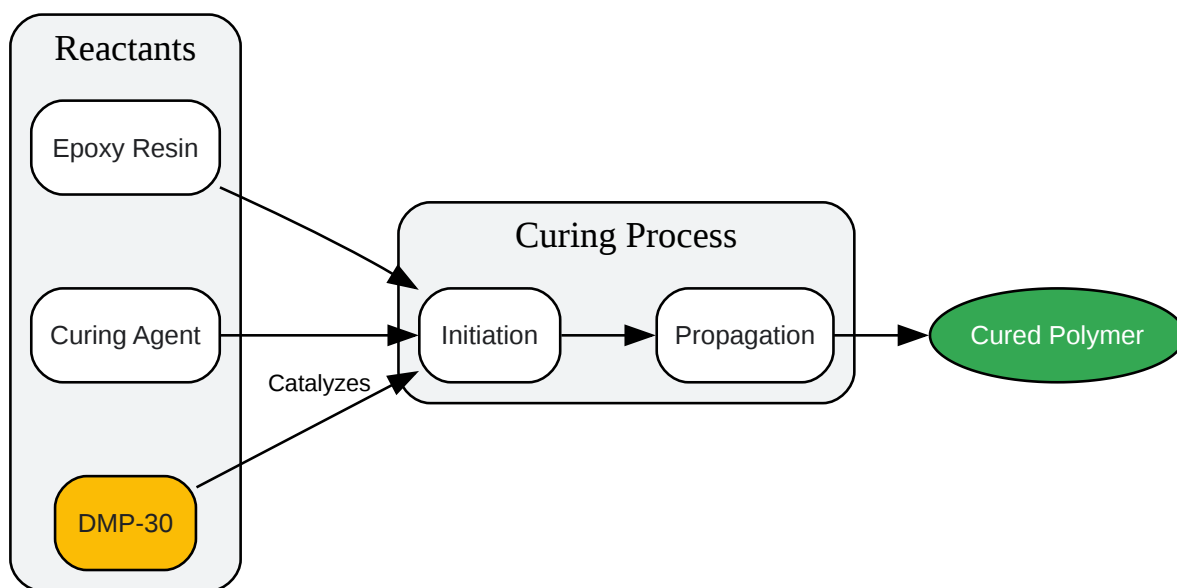 Reactants
Epoxy Resin
Curing Agent
DMP-30
Catalyzes
Curing Process
Initiation
Propagation
Cured Polymer